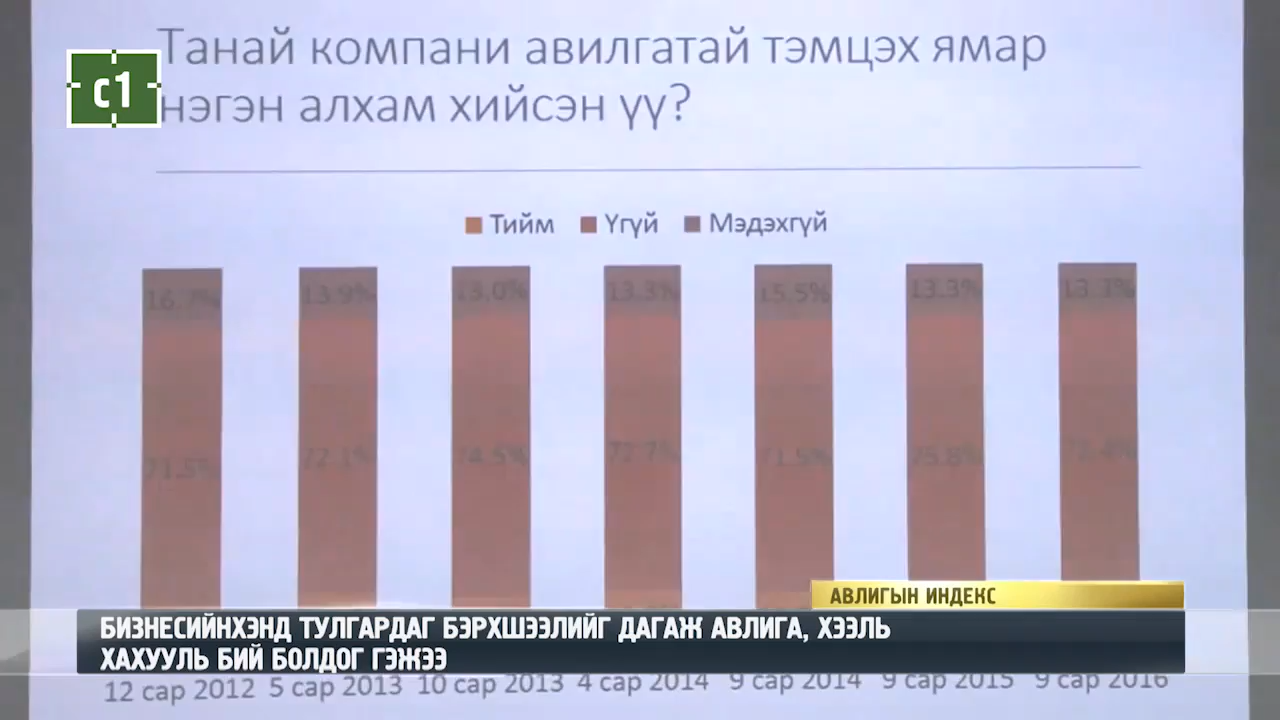 Танай компани авилгатай тэмцэх ямар
нэгэн алхам хийсэн үү?
с1
Тийм Үгүй Мэдэхгүй
16.7% 13.9% 13.0% 13.3% 15.5% 13.3% 13.3%
71.5% 72.1% 74.5% 72.7% 71.5% 75.8%
АВЛИГЫН ИНДЕКС
БИЗНЕСИЙНХЭНД ТУЛГАРДАГ БЭРХШЭЭЛИЙГ ДАГАЖ АВЛИГА, ХЭЭЛЬ
ХАХУУЛЬ БИЙ БОЛДОГ ГЭЖЭЭ
12 сар 2012 5 сар 2013 10 сар 2013 4 сар 2014 9 сар 2014 9 сар 2015 9 сар 2016